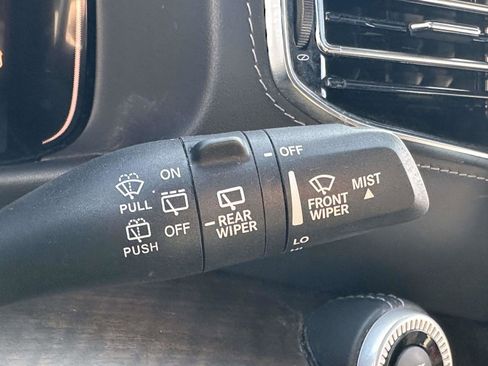 ON
OFF
PULL
OFF
REAR
WIPER
FRONT
WIPER
MIST
PUSH
LO